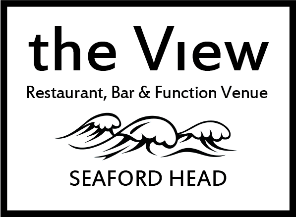 the View
Restaurant, Bar & Function Venue
SEAFORD HEAD